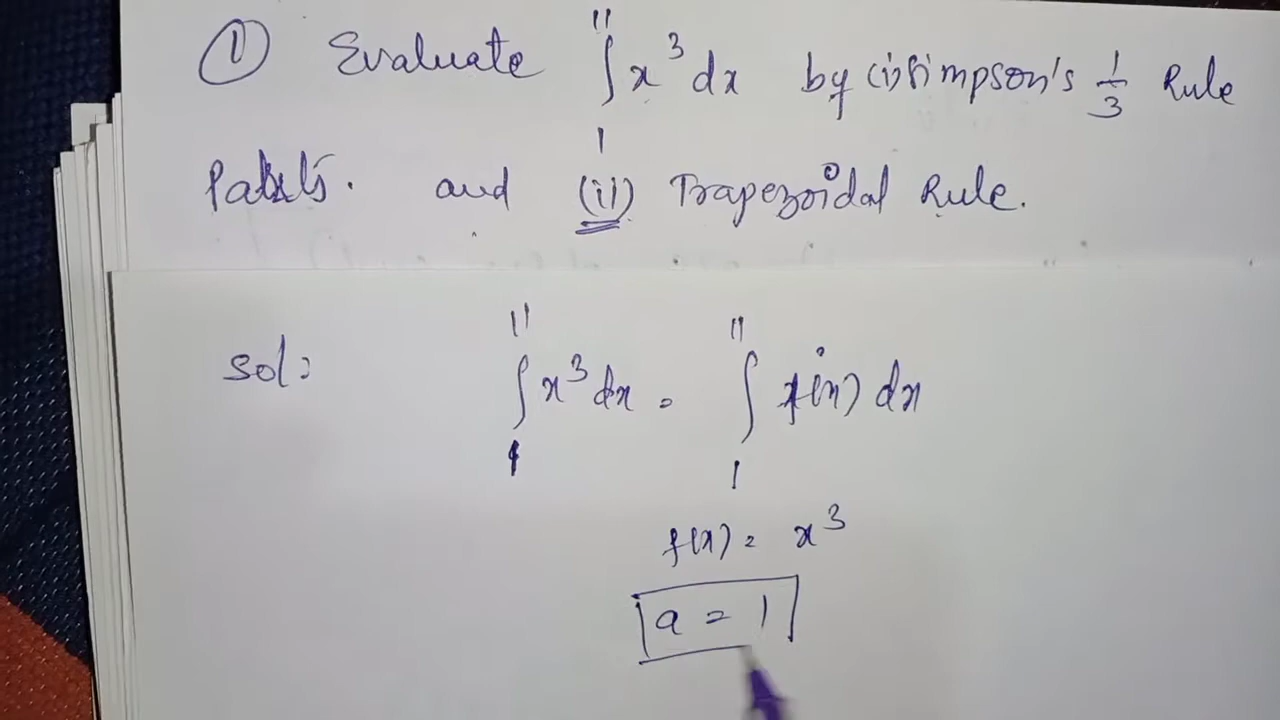 ① Evaluate ∫₁¹¹ x³ dx by (i) Simpson's 1/3 Rule
and (ii) Trapezoidal Rule.
Sol: ∫₁¹¹ x³ dx = ∫₁¹¹ f(x) dx
f(x) = x³
a = 1